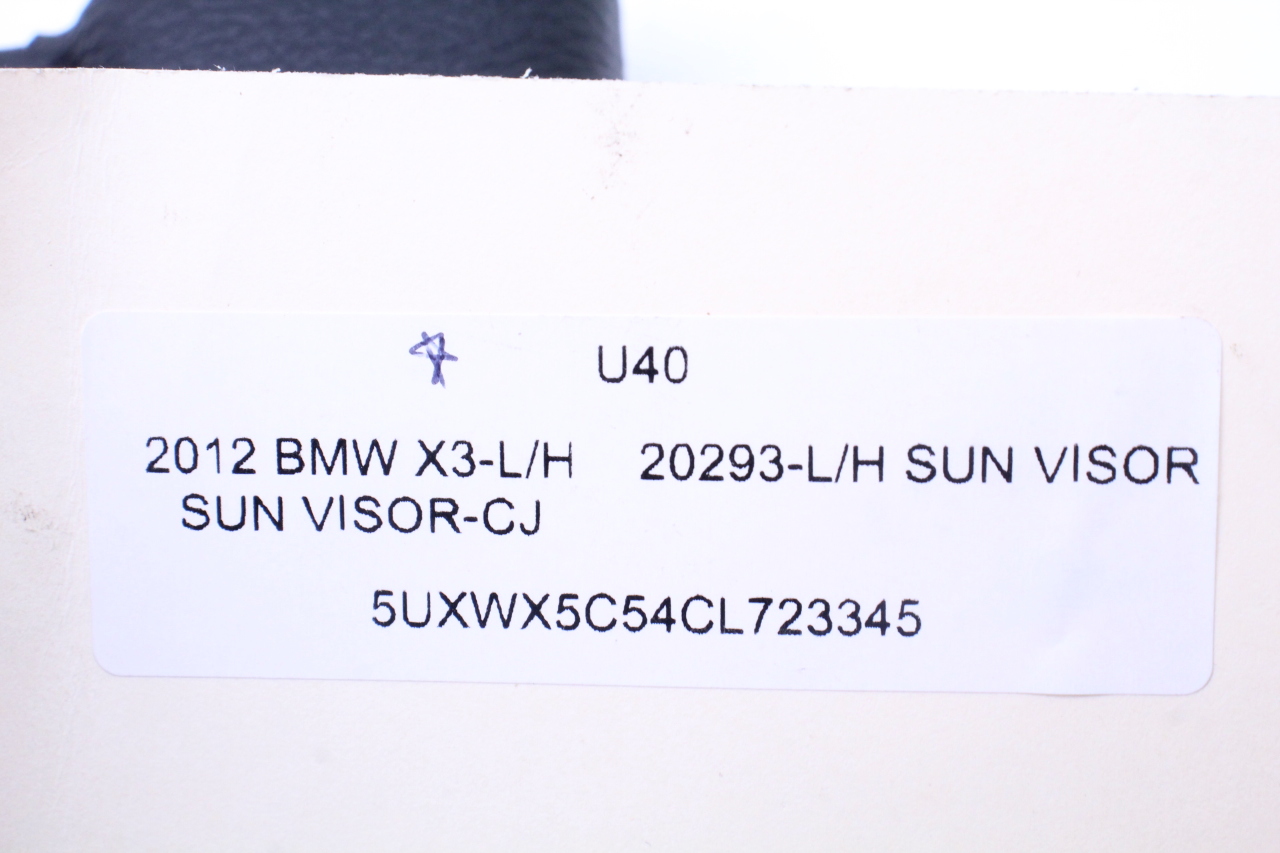 U40
2012 BMW X3-L/H 20293-L/H SUN VISOR
SUN VISOR-CJ
5UXWX5C54CL723345